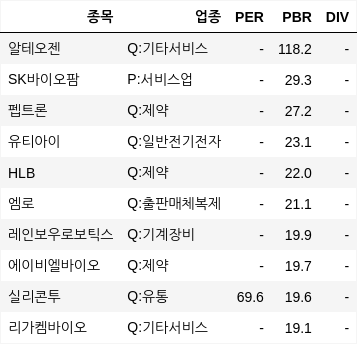 종목 업종 PER PBR DIV
알테오젠 Q:기타서비스 - 118.2 -
SK바이오팜 P:서비스업 - 29.3 -
펩트론 Q:제약 - 27.2 -
유티아이 Q:일반전기전자 - 23.1 -
HLB Q:제약 - 22.0 -
엠로 Q:출판매체복제 - 21.1 -
레인보우로보틱스 Q:기계장비 - 19.9 -
에이비엘바이오 Q:제약 - 19.7 -
실리콘투 Q:유통 69.6 19.6 -
리가켐바이오 Q:기타서비스 - 19.1 -